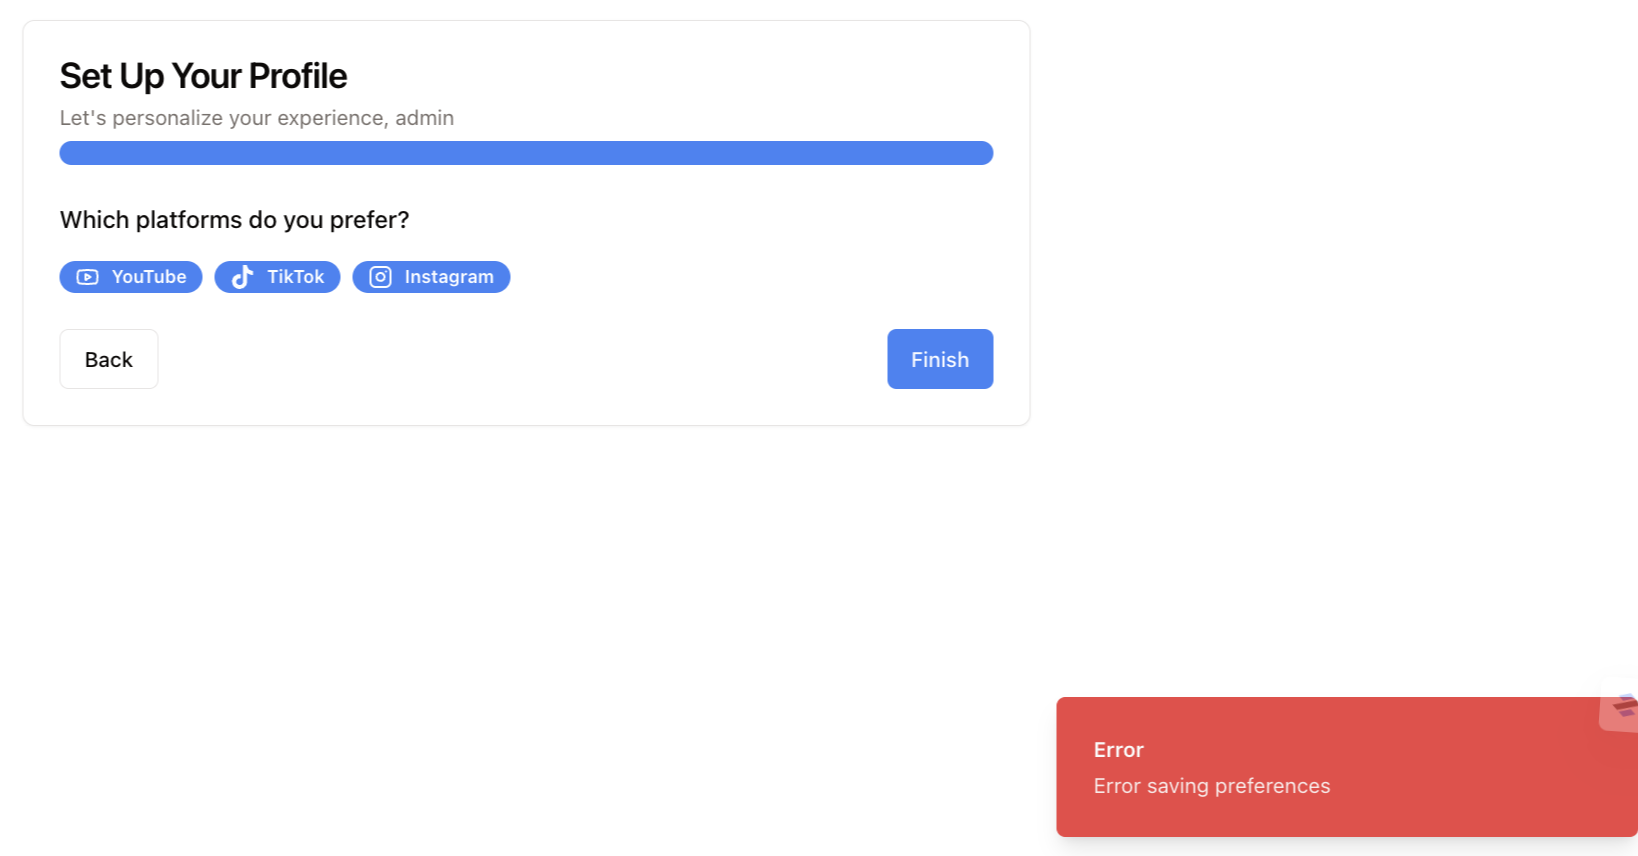 Set Up Your Profile
Let's personalize your experience, admin
Which platforms do you prefer?
YouTube TikTok Instagram
Back Finish
Error
Error saving preferences